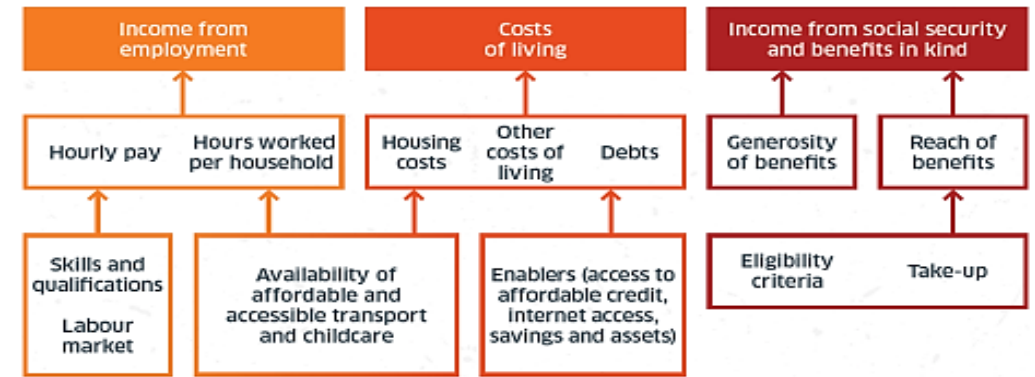 Income from
employment
Costs
of living
Income from social security
and benefits in kind
Hourly pay
Hours worked
per household
Housing
costs
Other
costs of
living
Debts
Generosity
of benefits
Reach of
benefits
Skills and
qualifications
Labour
market
Availability of
affordable and
accessible transport
and childcare
Enablers (access to
affordable credit,
internet access,
savings and assets)
Eligibility
criteria
Take-up